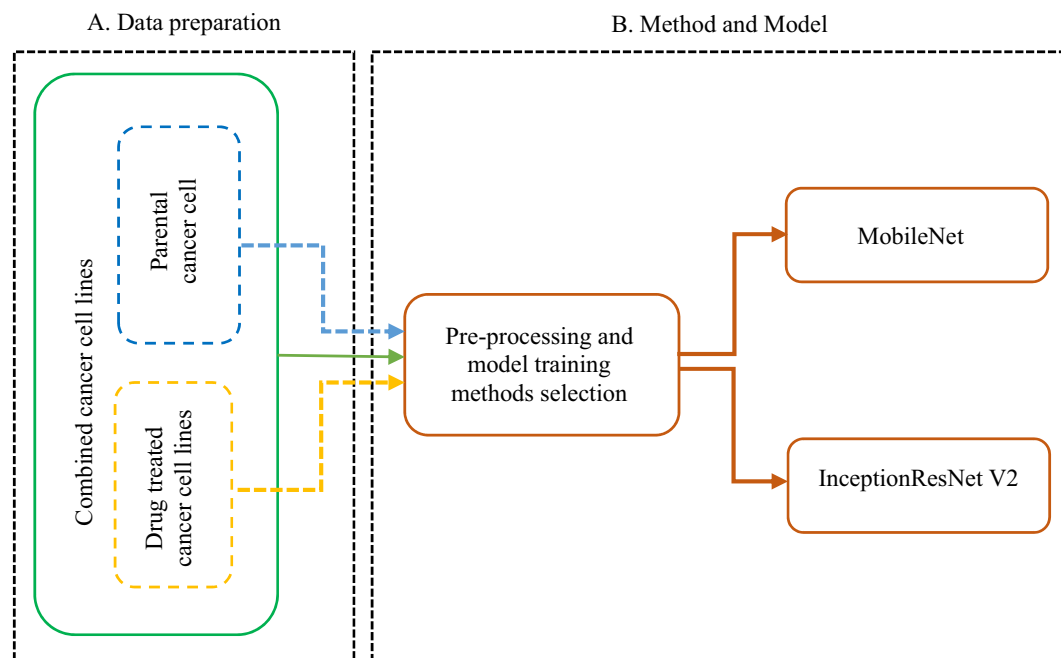 A. Data preparation
B. Method and Model
Combined cancer cell lines
Parental
cancer cell
Drug treated
cancer cell lines
Pre-processing and
model training
methods selection
MobileNet
InceptionResNet V2